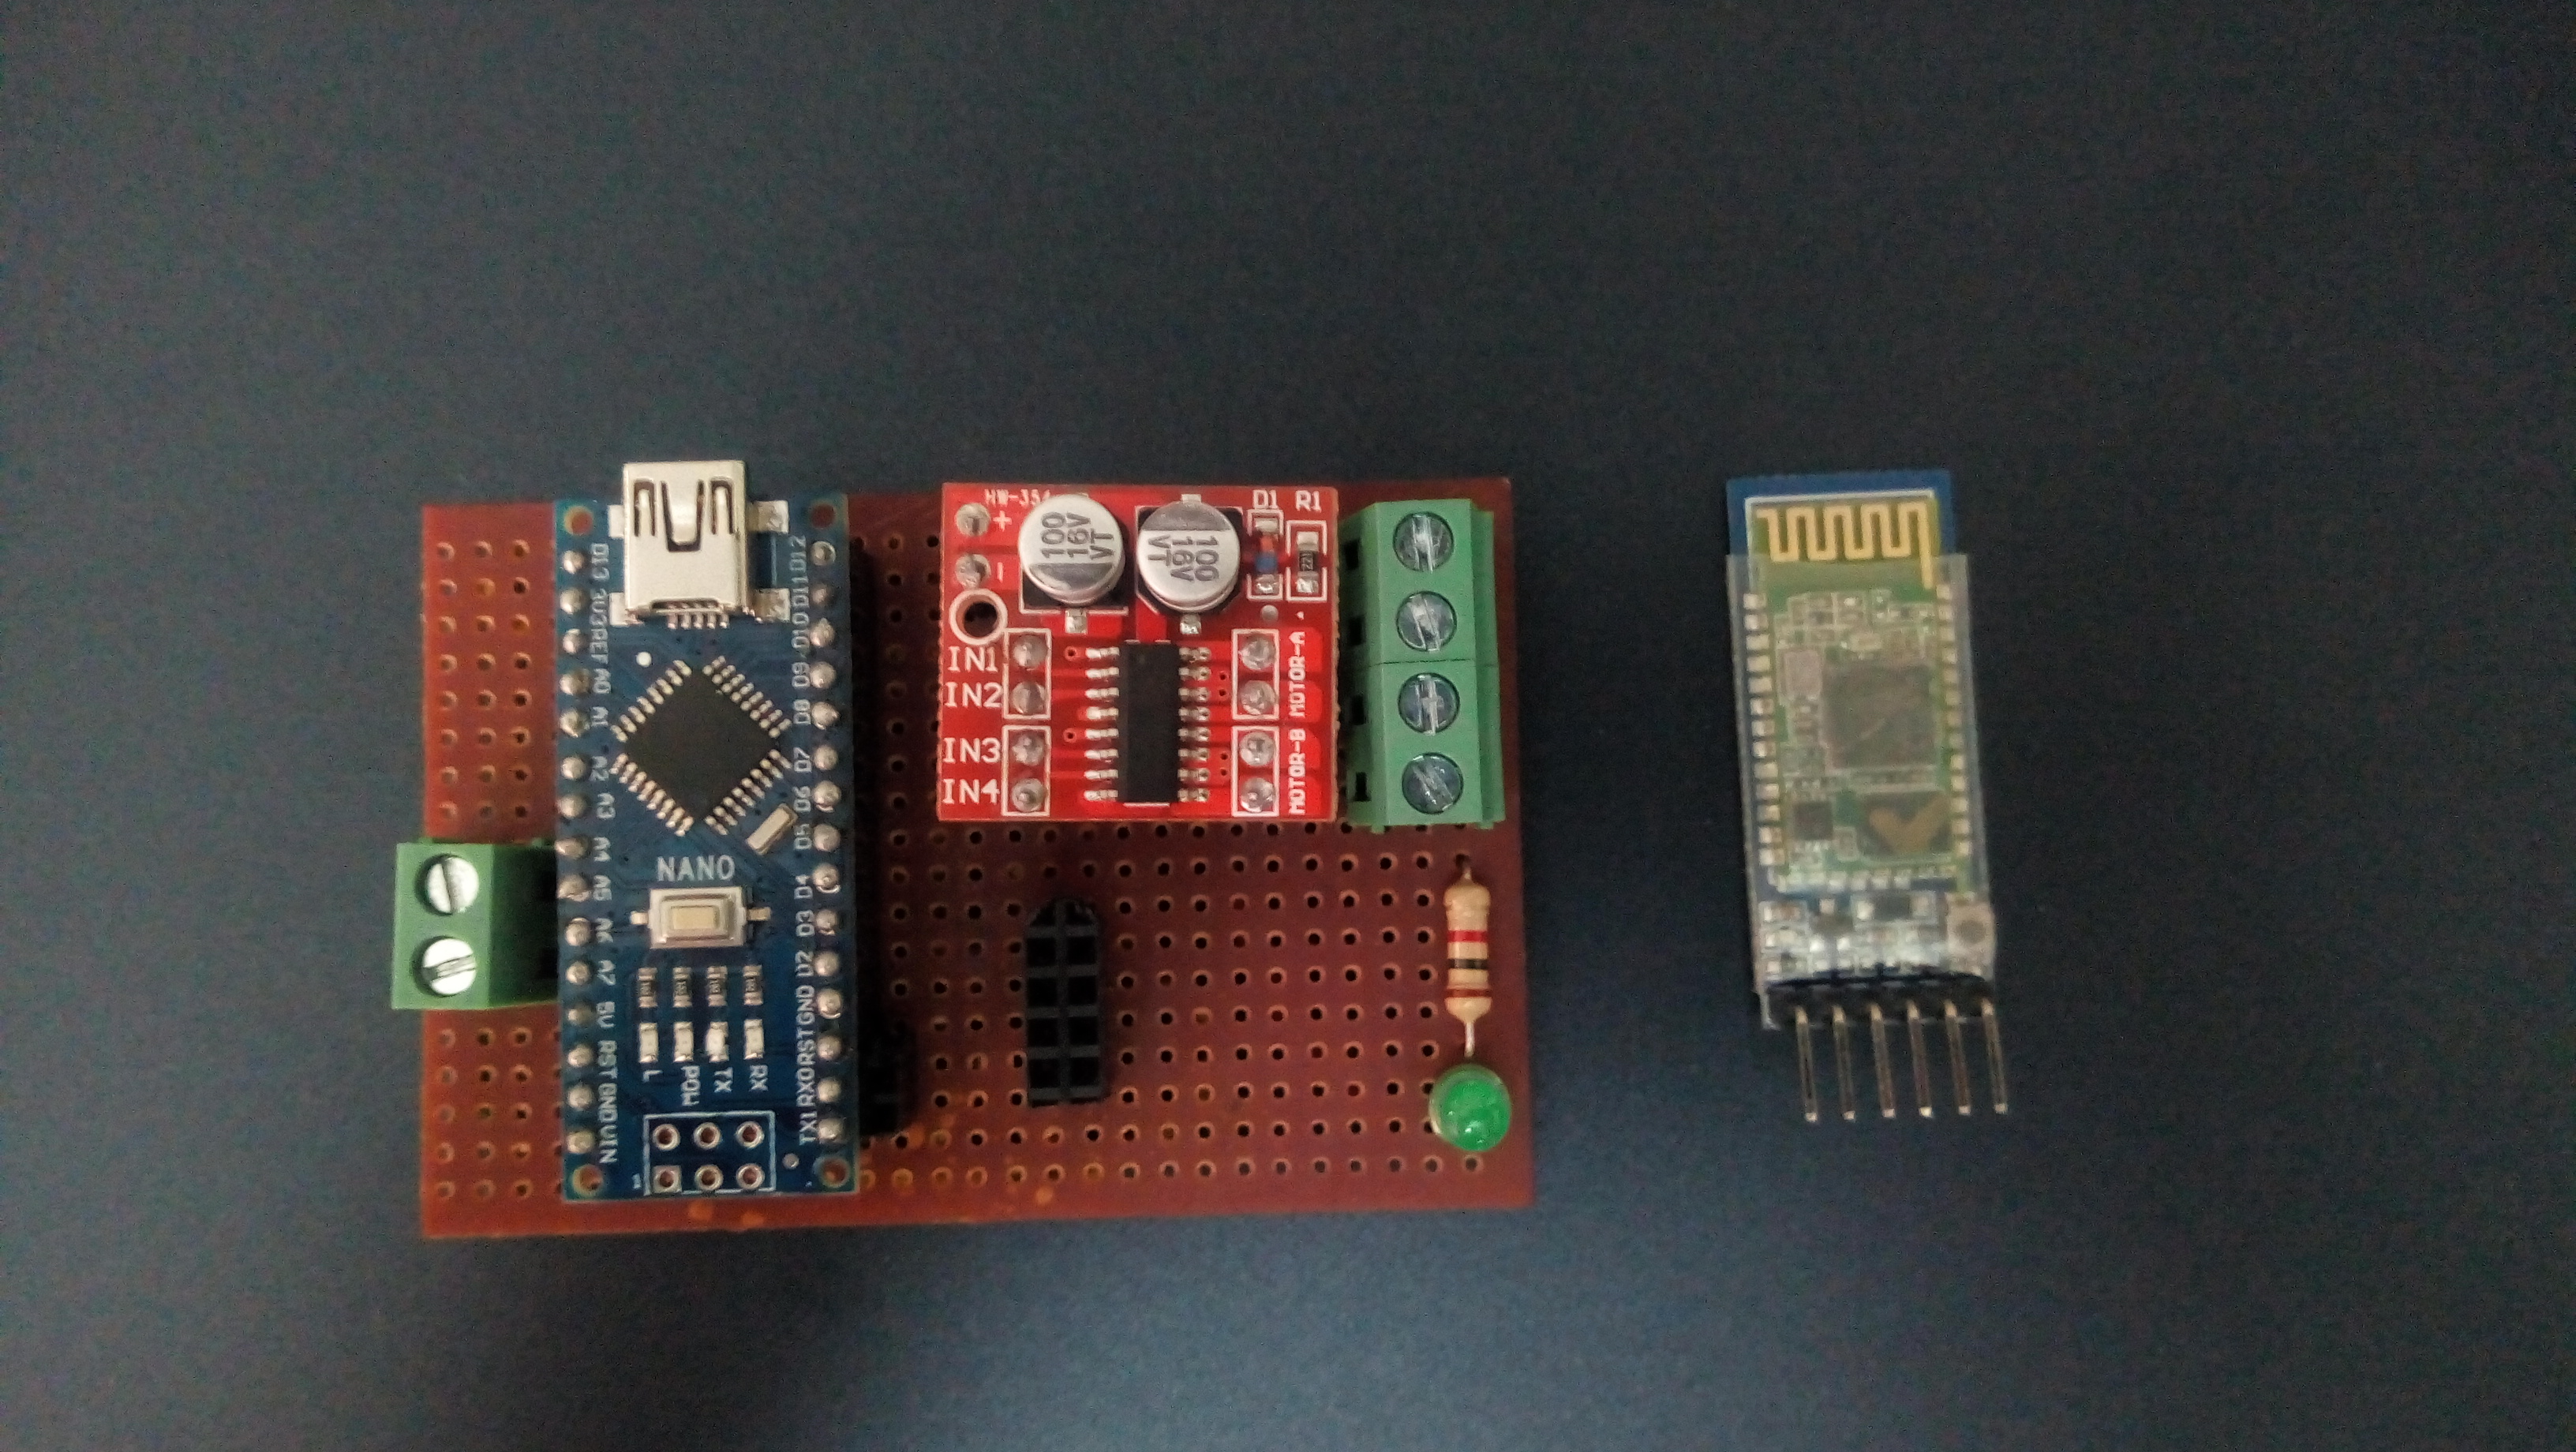 D13
3V3
REF
A0
A1
A2
A3
A4
A5
A6
A7
5V
RST
GND
VIN
D12
D11
D10
D9
D8
D7
D6
D5
D4
D3
D2
GND
RST
RX0
TX1
NANO
L
POW
TX
RX
100
16V
VT
100
16V
VT
D1
R1
+
-
IN1
IN2
IN3
IN4
MOTOR-A
MOTOR-B